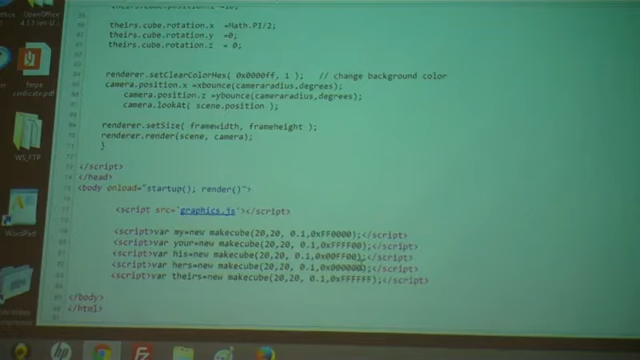 OpenOffice
theirs.cube.rotation.x =Math.PI/2;
theirs.cube.rotation.y =0;
theirs.cube.rotation.z = 0;
renderer.setClearColorHex( 0x0000ff, 1 ); // change background color
camera.position.x =xbounce(cameraradius,degrees);
camera.position.z =ybounce(cameraradius,degrees);
camera.lookAt( scene.position );
renderer.setSize( framewidth, frameheight );
renderer.render(scene, camera);
}
</script>
</head>
<body onload="startup(); render()">
<script src='graphics.js'></script>
<script>var my=new makecube(20,20, 0.1,0xFF0000);</script>
<script>var your=new makecube(20,20, 0.1,0xFFFF00);</script>
<script>var his=new makecube(20,20, 0.1,0x00FF00);</script>
<script>var hers=new makecube(20,20, 0.1,0x000000);</script>
<script>var theirs=new makecube(20,20, 0.1,0xFFFFFF);</script>
</body>
</html>
WS_FTP
WordPad
hp